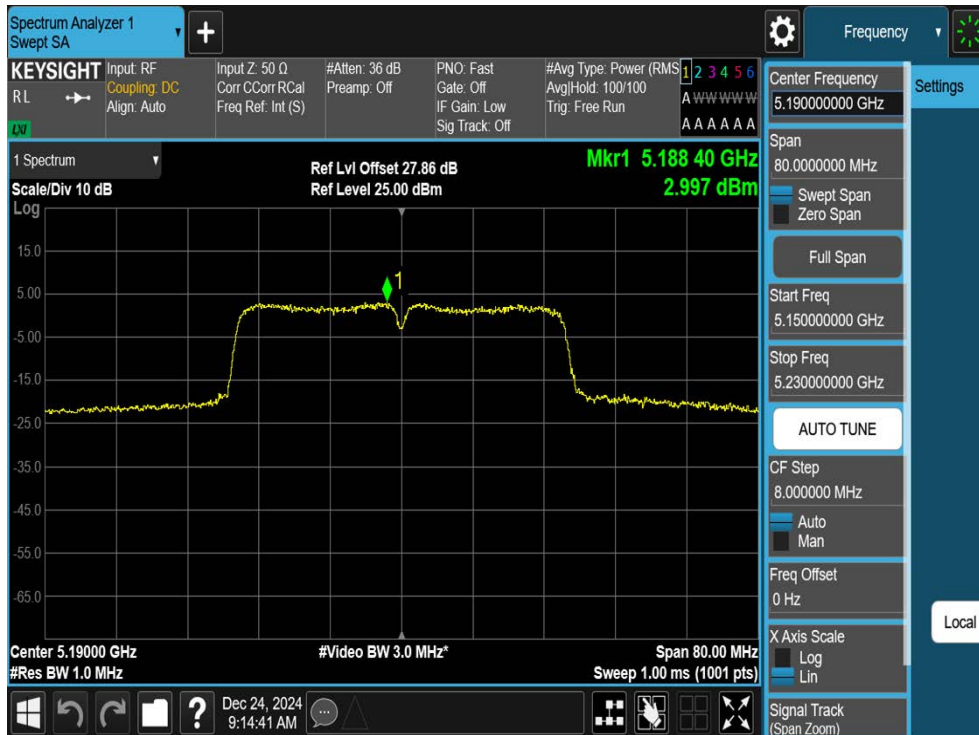 Spectrum Analyzer 1
Swept SA
+
Frequency
KEYSIGHT
R L
LXI
Input: RF
Coupling: DC
Align: Auto
Input Z: 50 Ω
Corr CCorr RCal
Freq Ref: Int (S)
#Atten: 36 dB
Preamp: Off
PNO: Fast
Gate: Off
IF Gain: Low
Sig Track: Off
#Avg Type: Power (RMS
Avg|Hold: 100/100
Trig: Free Run
1 2 3 4 5 6
A W W W W W
A A A A A A
1 Spectrum
Scale/Div 10 dB
Log
Ref Lvl Offset 27.86 dB
Ref Level 25.00 dBm
Mkr1 5.188 40 GHz
2.997 dBm
15.0
5.00
-5.00
-15.0
-25.0
-35.0
-45.0
-55.0
-65.0
1
Center 5.19000 GHz
#Res BW 1.0 MHz
#Video BW 3.0 MHz*
Span 80.00 MHz
Sweep 1.00 ms (1001 pts)
?
Dec 24, 2024
9:14:41 AM
Center Frequency
5.190000000 GHz
Span
80.0000000 MHz
Swept Span
Zero Span
Full Span
Start Freq
5.150000000 GHz
Stop Freq
5.230000000 GHz
AUTO TUNE
CF Step
8.000000 MHz
Auto
Man
Freq Offset
0 Hz
X Axis Scale
Log
Lin
Signal Track
(Span Zoom)
Settings
Local